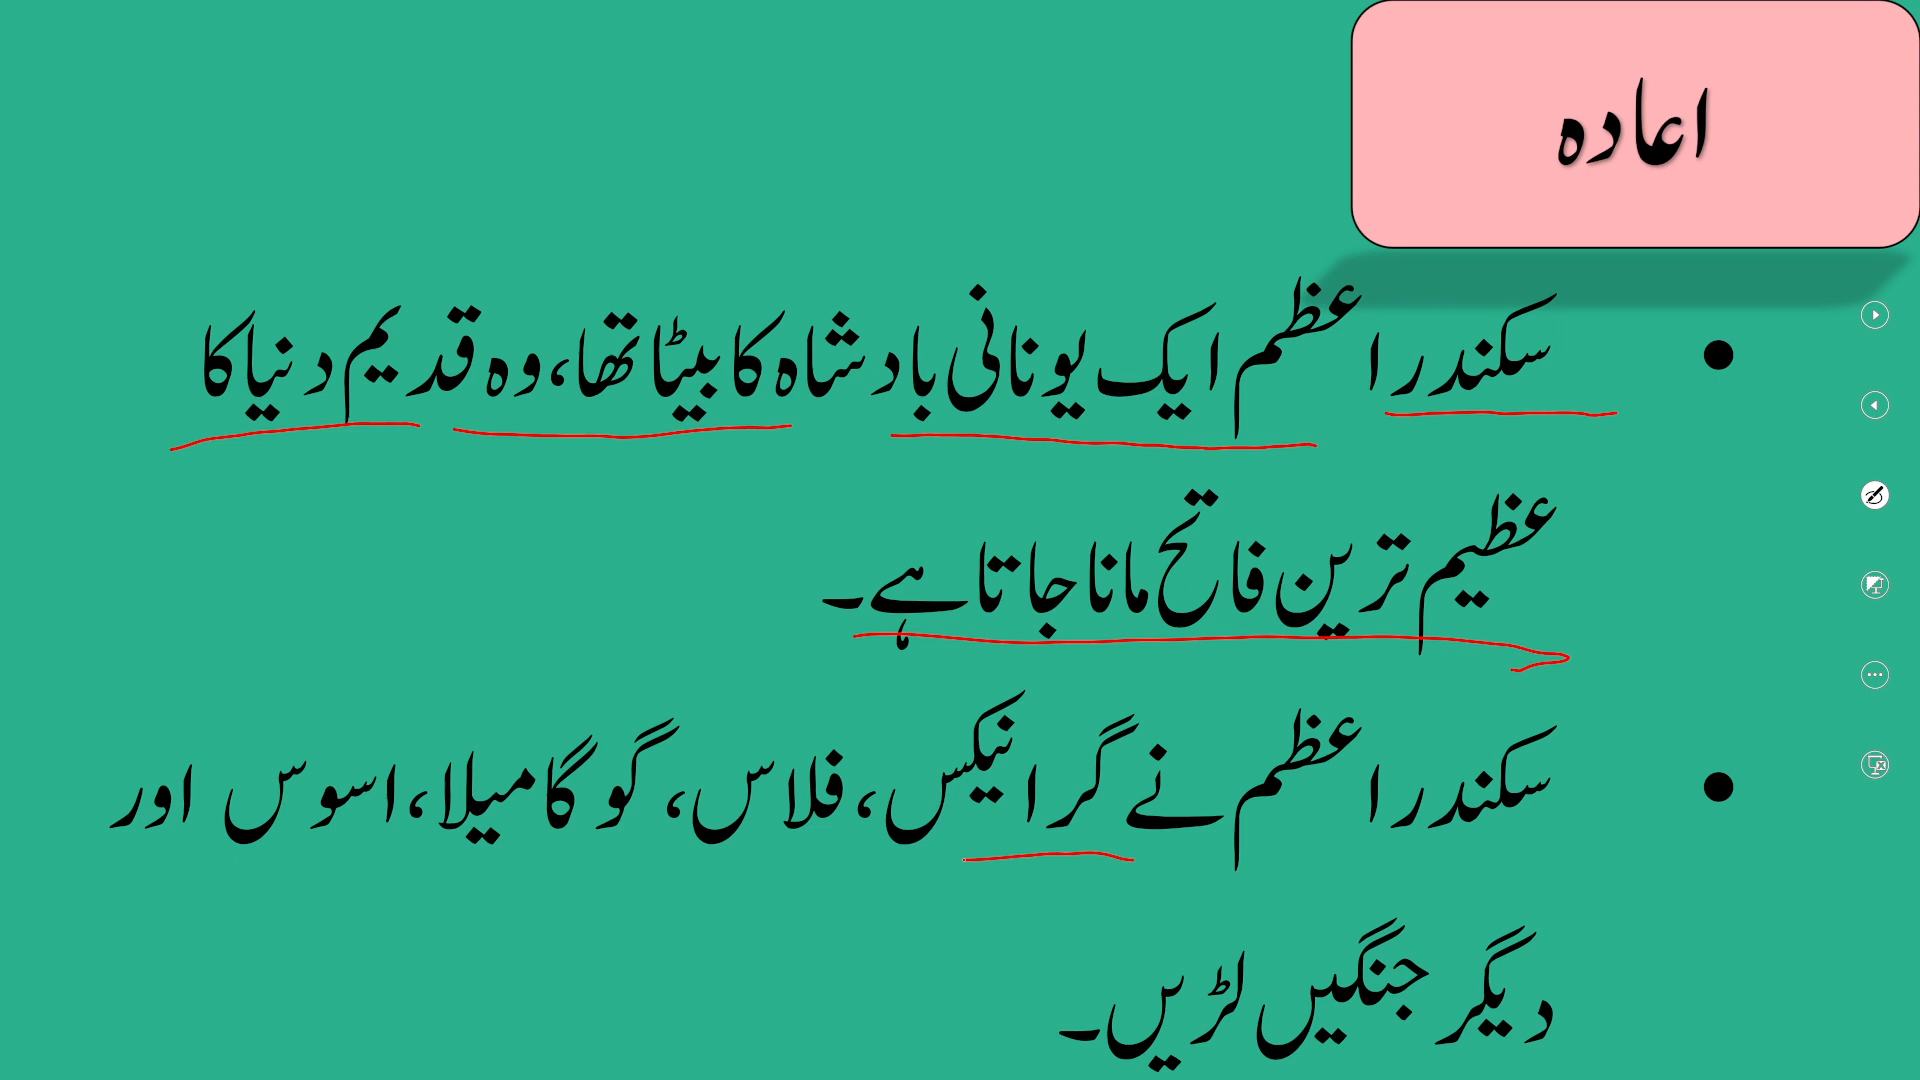 اعادہ
سکندر اعظم ایک یونانی بادشاہ کا بیٹا تھا، وہ قدیم دنیا کا
عظیم ترین فاتح مانا جاتا ہے۔
سکندر اعظم نے گرانیکس، فلاس، گوگامیلا، اسوس اور
دیگر جنگیں لڑیں۔